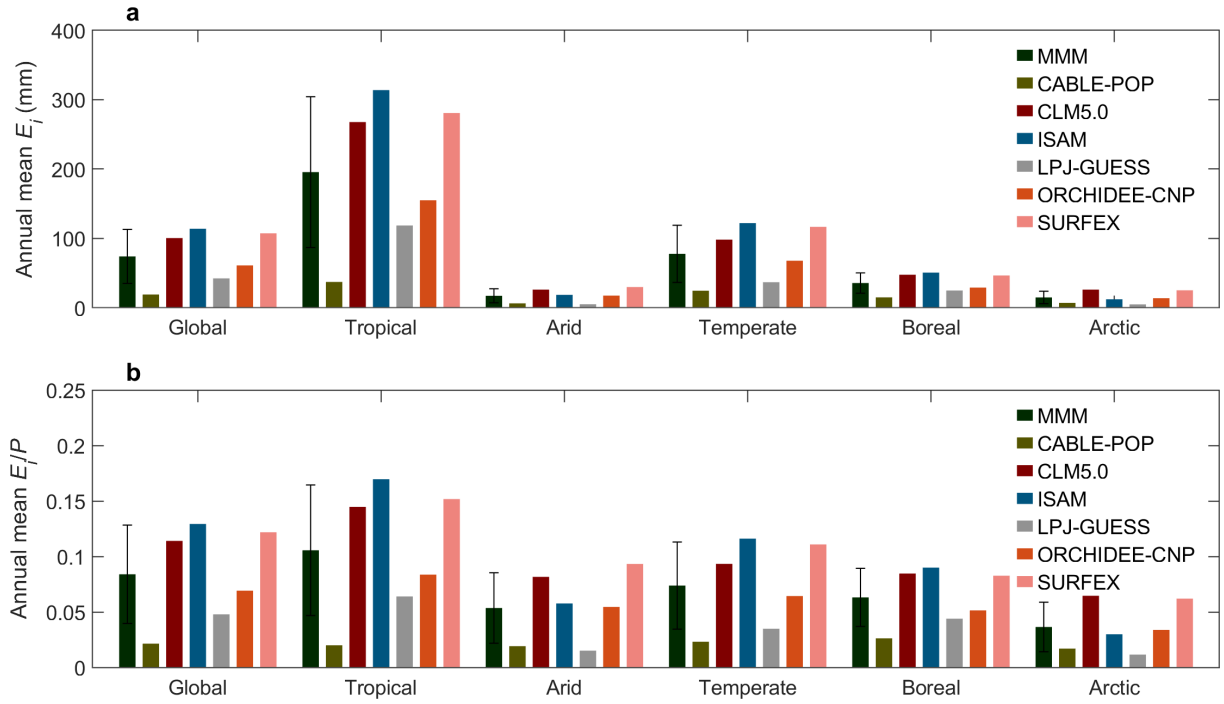 a
Annual mean Ei (mm)
400
300
200
100
0
MMM
CABLE-POP
CLM5.0
ISAM
LPJ-GUESS
ORCHIDEE-CNP
SURFEX
Global Tropical Arid Temperate Boreal Arctic
b
Annual mean Ei/P
0.25
0.2
0.15
0.1
0.05
0
MMM
CABLE-POP
CLM5.0
ISAM
LPJ-GUESS
ORCHIDEE-CNP
SURFEX
Global Tropical Arid Temperate Boreal Arctic